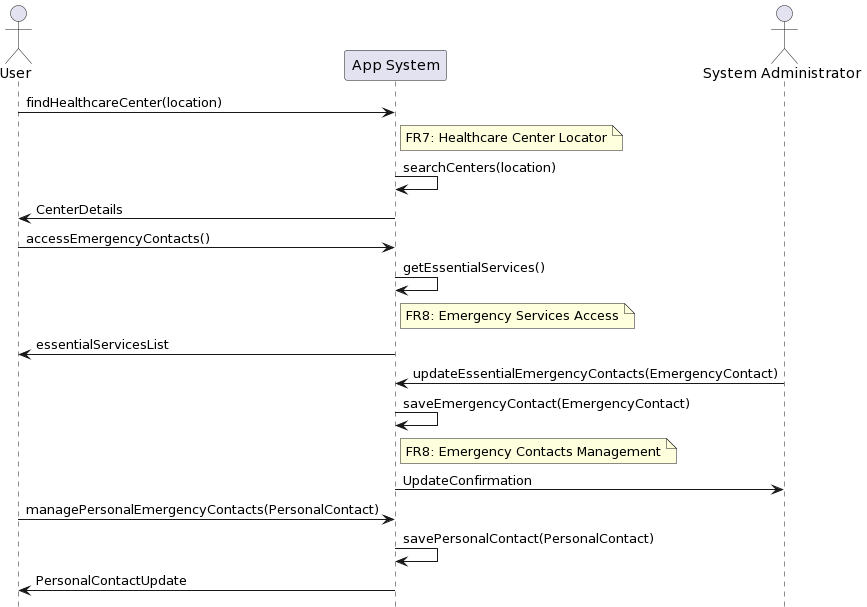 User
App System
System Administrator
findHealthcareCenter(location)
FR7: Healthcare Center Locator
searchCenters(location)
CenterDetails
accessEmergencyContacts()
getEssentialServices()
FR8: Emergency Services Access
essentialServicesList
updateEssentialEmergencyContacts(EmergencyContact)
saveEmergencyContact(EmergencyContact)
FR8: Emergency Contacts Management
UpdateConfirmation
managePersonalEmergencyContacts(PersonalContact)
savePersonalContact(PersonalContact)
PersonalContactUpdate